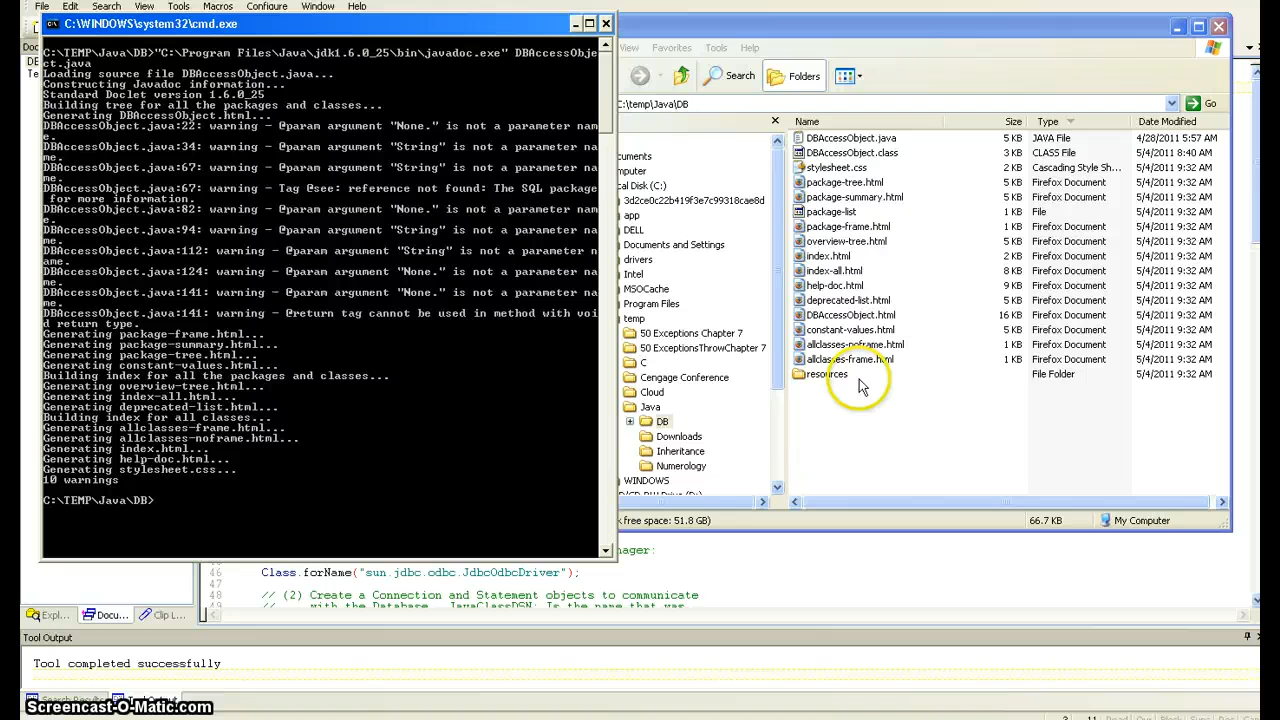 File Edit Search View Tools Macros Configure Window Help
C:\WINDOWS\system32\cmd.exe
C:\TEMP\Java\DB>"C:\Program Files\Java\jdk1.6.0_25\bin\javadoc.exe" DBAccessObje
ct.java
Loading source file DBAccessObject.java...
Constructing Javadoc information...
Standard Doclet version 1.6.0_25
Building tree for all the packages and classes...
Generating DBAccessObject.html...
DBAccessObject.java:22: warning - @param argument "None." is not a parameter nam
e.
DBAccessObject.java:34: warning - @param argument "String" is not a parameter na
me.
DBAccessObject.java:67: warning - @param argument "String" is not a parameter na
me.
DBAccessObject.java:67: warning - Tag @see: reference not found: The SQL package
for more information.
DBAccessObject.java:82: warning - @param argument "None." is not a parameter nam
e.
DBAccessObject.java:94: warning - @param argument "String" is not a parameter na
me.
DBAccessObject.java:112: warning - @param argument "String" is not a parameter n
ame.
DBAccessObject.java:124: warning - @param argument "None." is not a parameter na
me.
DBAccessObject.java:141: warning - @param argument "None." is not a parameter na
me.
DBAccessObject.java:141: warning - @return tag cannot be used in method with voi
d return type.
Generating package-frame.html...
Generating package-summary.html...
Generating package-tree.html...
Generating constant-values.html...
Building index for all the packages and classes...
Generating overview-tree.html...
Generating index-all.html...
Generating deprecated-list.html...
Building index for all classes...
Generating allclasses-frame.html...
Generating allclasses-noframe.html...
Generating index.html...
Generating help-doc.html...
Generating stylesheet.css...
10 warnings
C:\TEMP\Java\DB>
View Favorites Tools Help
Search Folders
C:\temp\Java\DB Go
Name Size Type Date Modified
DBAccessObject.java 5 KB JAVA File 4/28/2011 5:57 AM
DBAccessObject.class 3 KB CLASS File 5/4/2011 8:40 AM
stylesheet.css 2 KB Cascading Style Sh... 5/4/2011 9:32 AM
package-tree.html 5 KB Firefox Document 5/4/2011 9:32 AM
package-summary.html 5 KB Firefox Document 5/4/2011 9:32 AM
package-list 1 KB File 5/4/2011 9:32 AM
package-frame.html 1 KB Firefox Document 5/4/2011 9:32 AM
overview-tree.html 5 KB Firefox Document 5/4/2011 9:32 AM
index.html 2 KB Firefox Document 5/4/2011 9:32 AM
index-all.html 8 KB Firefox Document 5/4/2011 9:32 AM
help-doc.html 9 KB Firefox Document 5/4/2011 9:32 AM
deprecated-list.html 5 KB Firefox Document 5/4/2011 9:32 AM
DBAccessObject.html 16 KB Firefox Document 5/4/2011 9:32 AM
constant-values.html 5 KB Firefox Document 5/4/2011 9:32 AM
allclasses-noframe.html 1 KB Firefox Document 5/4/2011 9:32 AM
allclasses-frame.html 1 KB Firefox Document 5/4/2011 9:32 AM
resources File Folder 5/4/2011 9:32 AM
cuments
mputer
cal Disk (C:)
3d2ce0c22b419f3e7c99318cae8d
app
DELL
Documents and Settings
drivers
Intel
MSOCache
Program Files
temp
50 Exceptions Chapter 7
50 ExceptionsThrowChapter 7
C
Cengage Conference
Cloud
Java
DB
Downloads
Inheritance
Numerology
WINDOWS
k free space: 51.8 GB) 66.7 KB My Computer
nager:
46 Class.forName("sun.jdbc.odbc.JdbcOdbcDriver");
47
48 // (2) Create a Connection and Statement objects to communicate
Expl... Docu... Clip L...
Tool Output
Tool completed successfully
Screencast-O-Matic.com